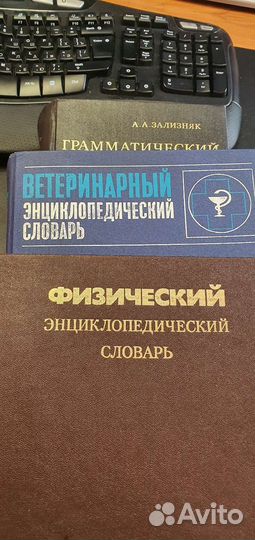 А. А. ЗАЛИЗНЯК
ГРАММАТИЧЕСКИЙ
ВЕТЕРИНАРНЫЙ
ЭНЦИКЛОПЕДИЧЕСКИЙ
СЛОВАРЬ
ФИЗИЧЕСКИЙ
ЭНЦИКЛОПЕДИЧЕСКИЙ
СЛОВАРЬ
Avito